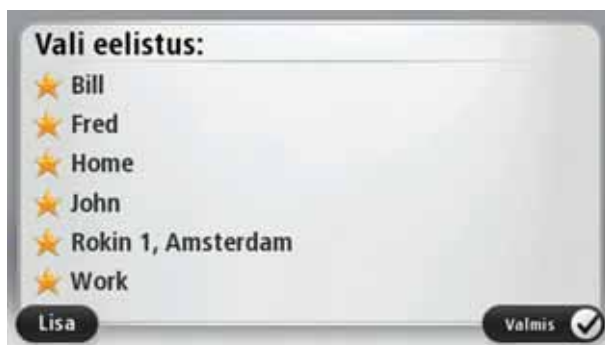 Vali eelistus:
Bill
Fred
Home
John
Rokin 1, Amsterdam
Work
Lisa
Valmis